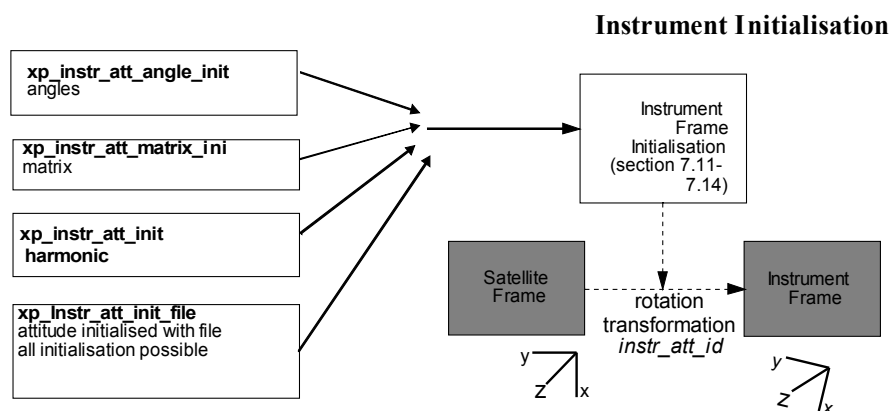 Instrument Initialisation
xp_instr_att_angle_init
angles
xp_instr_att_matrix_ini
matrix
xp_instr_att_init
harmonic
xp_Instr_att_init_file
attitude initialised with file
all initialisation possible
Instrument
Frame
Initialisation
(section 7.11-
7.14)
Satellite
Frame
rotation
transformation
instr_att_id
Instrument
Frame
y
z
x
y
z
x